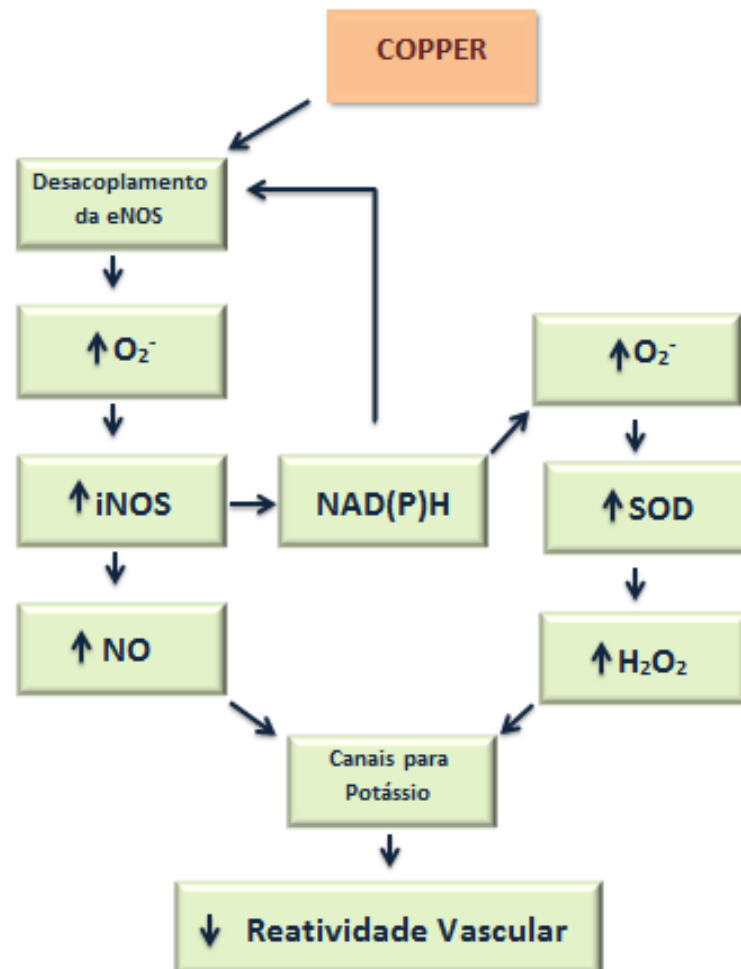 COPPER
Desacoplamento
da eNOS
↑ O₂⁻
↑ O₂⁻
↑ iNOS
NAD(P)H
↑ SOD
↑ NO
↑ H₂O₂
Canais para
Potássio
↓ Reatividade Vascular